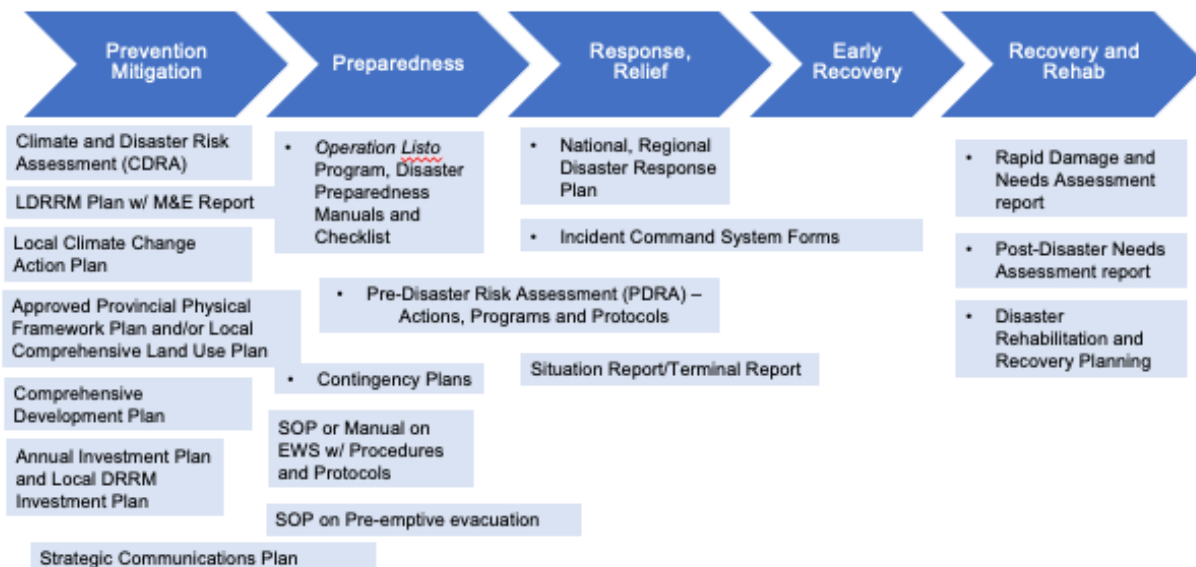 Prevention
Mitigation
Preparedness
Response,
Relief
Early
Recovery
Recovery and
Rehab
Climate and Disaster Risk
Assessment (CDRA)
LDRRM Plan w/ M&E Report
Local Climate Change
Action Plan
Approved Provincial Physical
Framework Plan and/or Local
Comprehensive Land Use Plan
Comprehensive
Development Plan
Annual Investment Plan
and Local DRRM
Investment Plan
Strategic Communications Plan
• Operation Listo
Program, Disaster
Preparedness
Manuals and
Checklist
• Pre-Disaster Risk Assessment (PDRA) –
Actions, Programs and Protocols
• Contingency Plans
SOP or Manual on
EWS w/ Procedures
and Protocols
SOP on Pre-emptive evacuation
• National, Regional
Disaster Response
Plan
• Incident Command System Forms
Situation Report/Terminal Report
• Rapid Damage and
Needs Assessment
report
• Post-Disaster Needs
Assessment report
• Disaster
Rehabilitation and
Recovery Planning